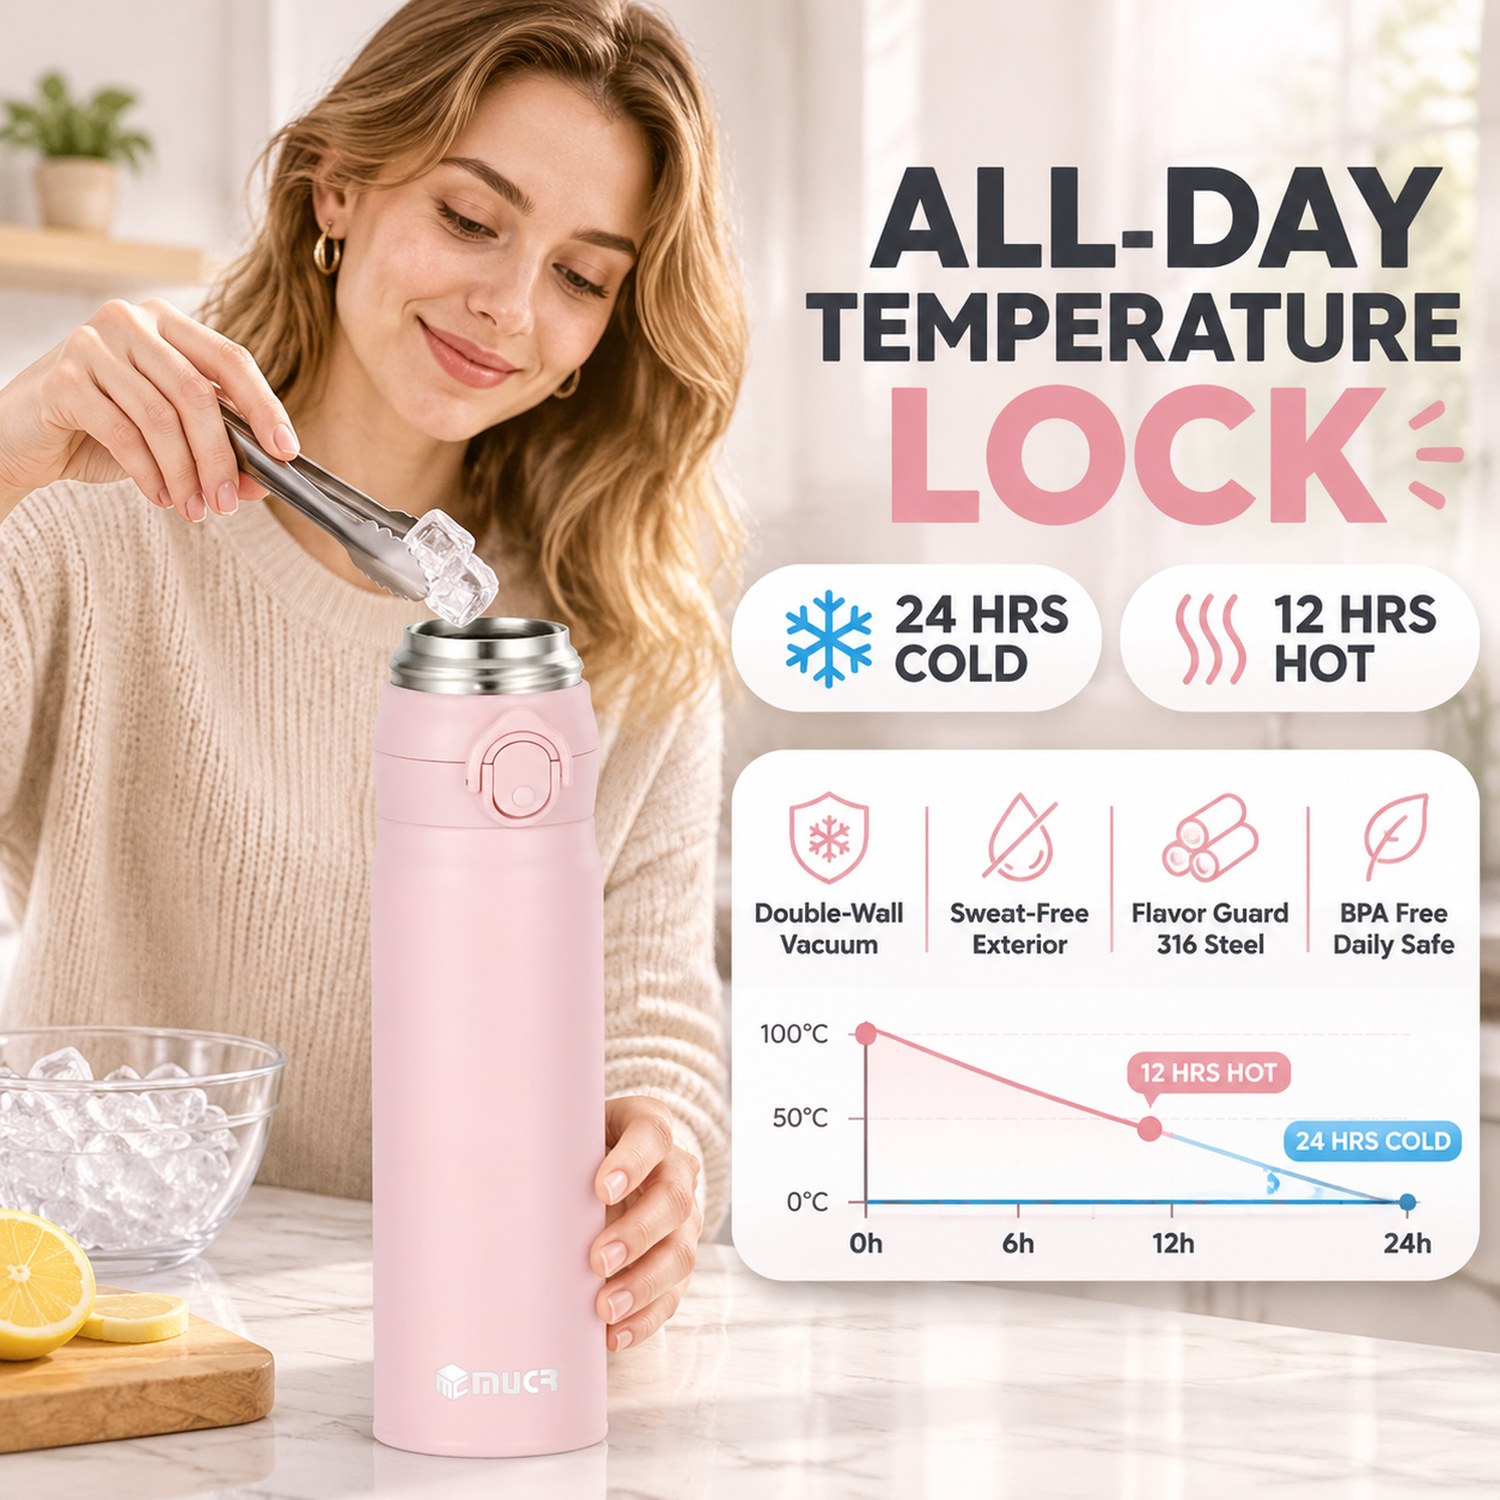 ALL-DAY
TEMPERATURE
LOCK
24 HRS
COLD
12 HRS
HOT
Double-Wall
Vacuum
Sweat-Free
Exterior
Flavor Guard
316 Steel
BPA Free
Daily Safe
100°C
50°C
0°C
12 HRS HOT
24 HRS COLD
0h
6h
12h
24h
MUCR